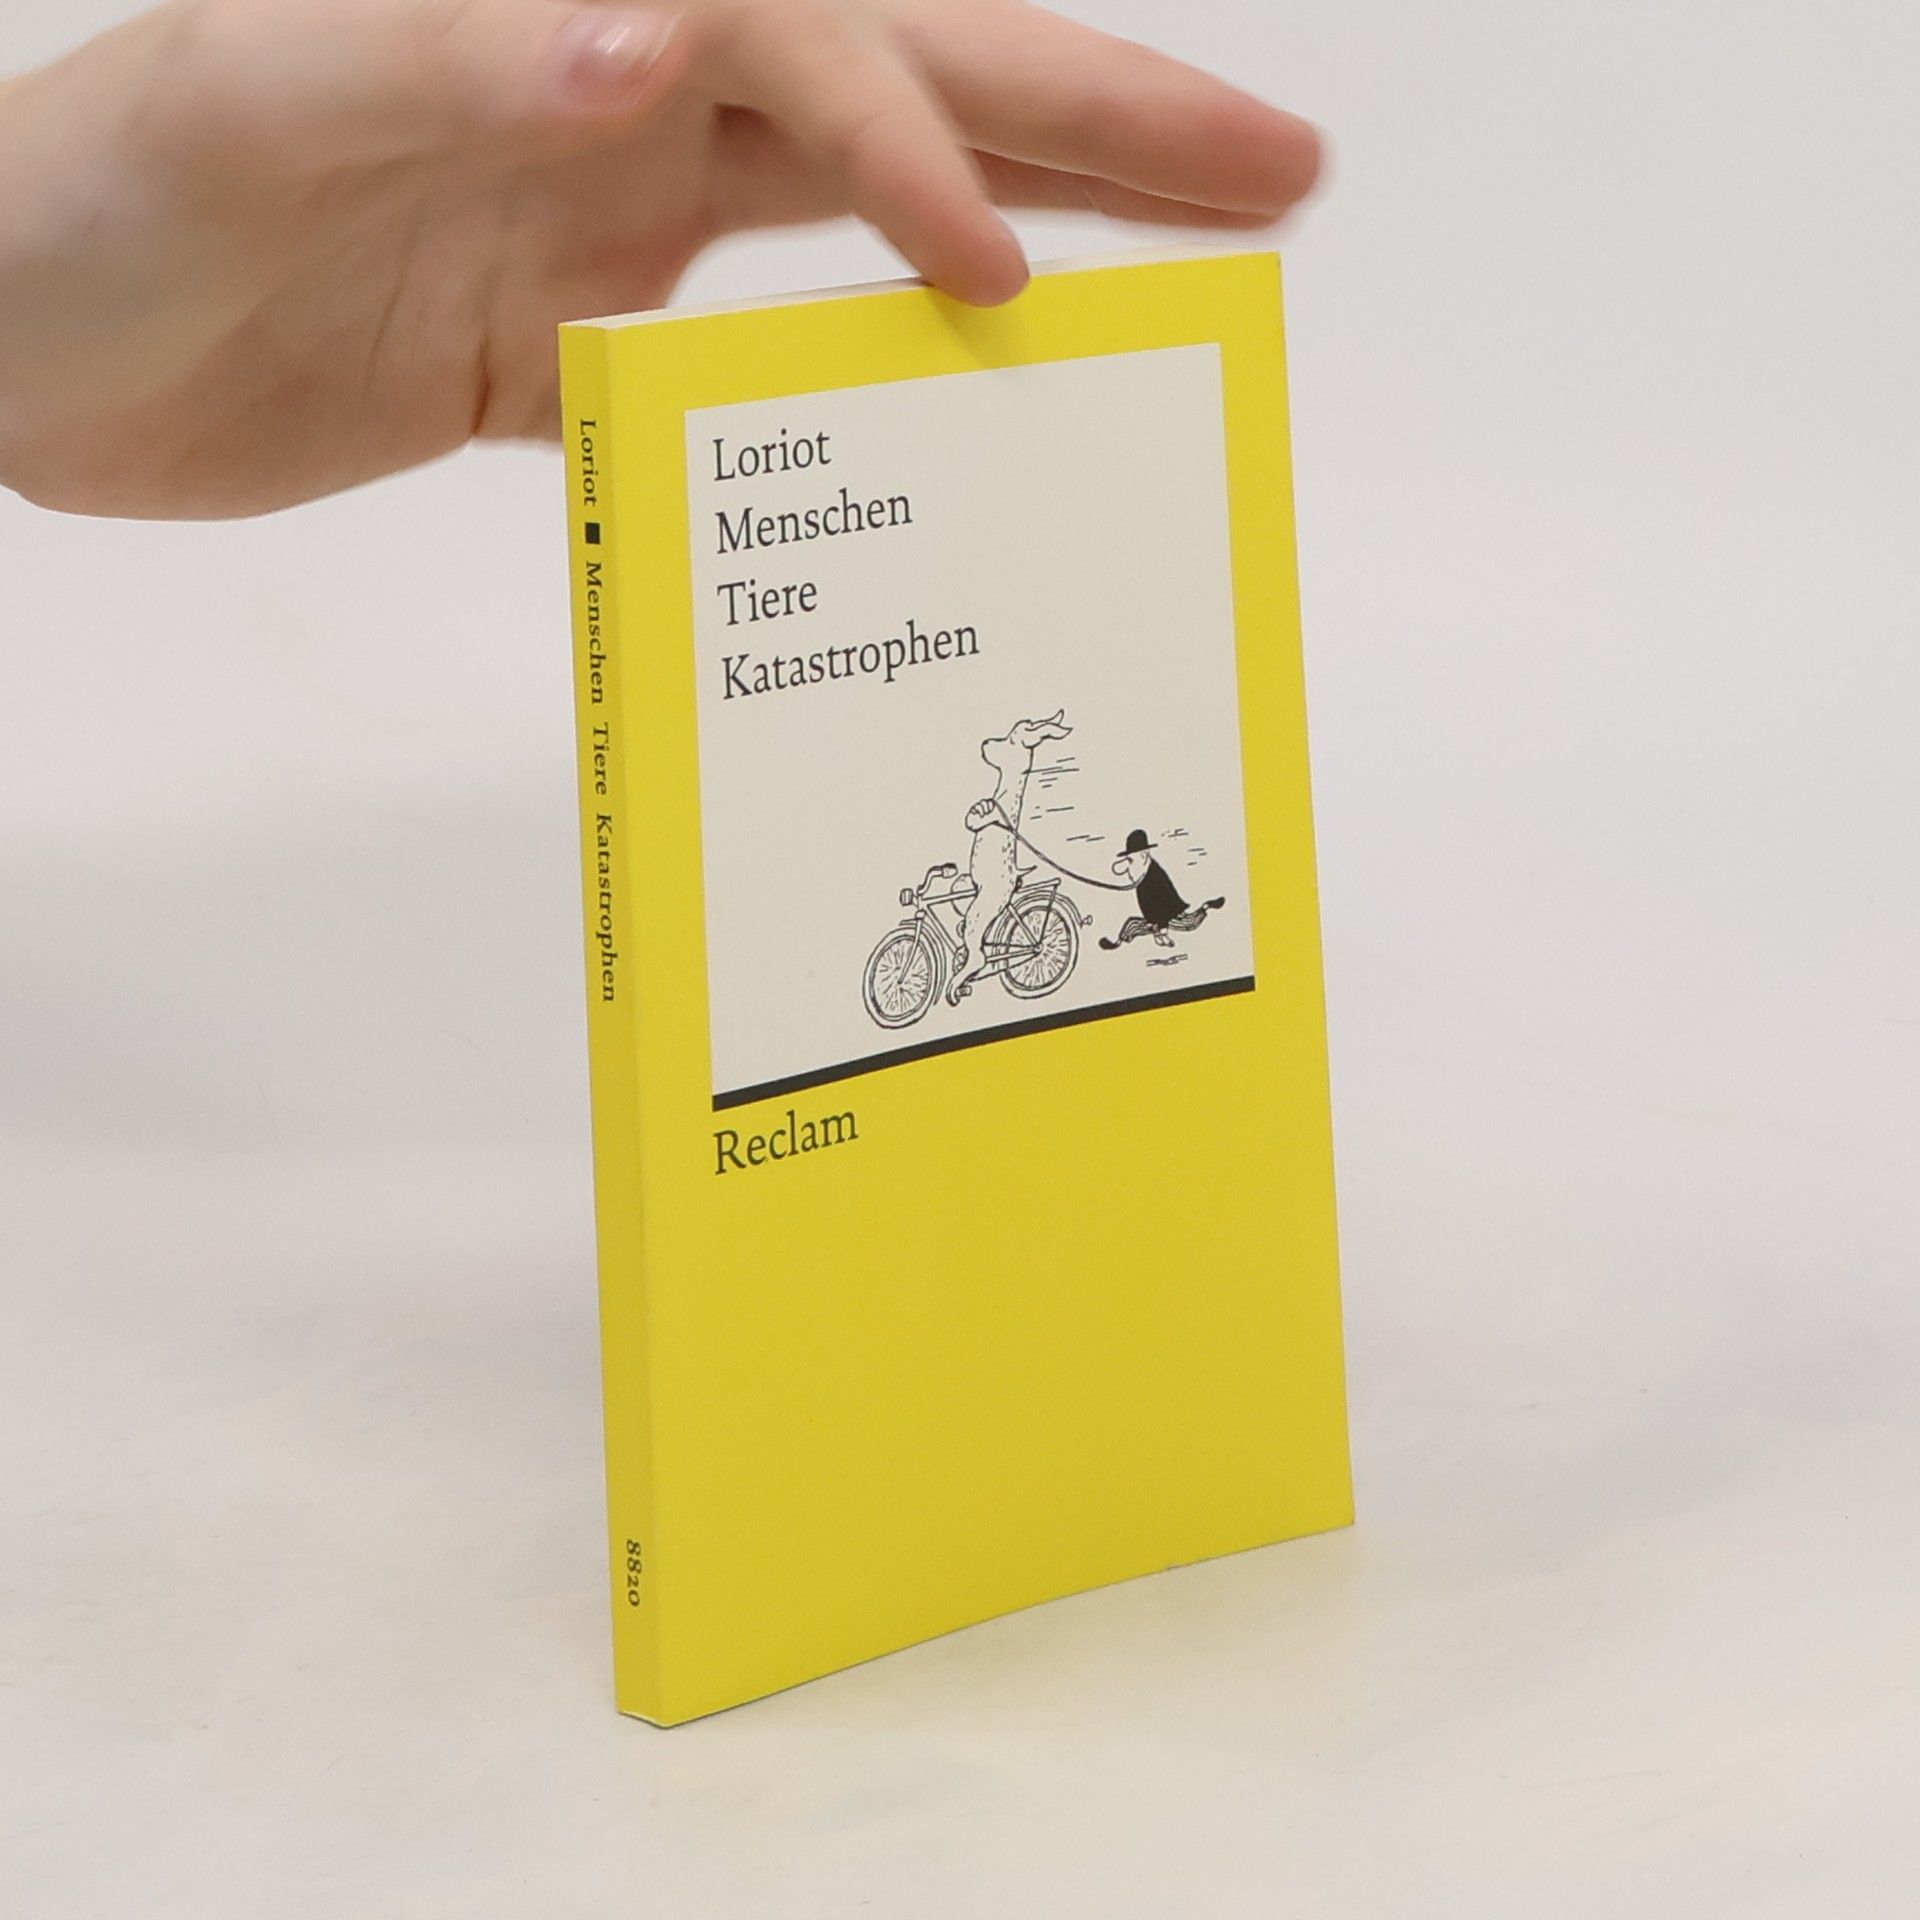 Loriot
Menschen
Tiere
Katastrophen
Reclam
Loriot ■ Menschen Tiere Katastrophen
8820